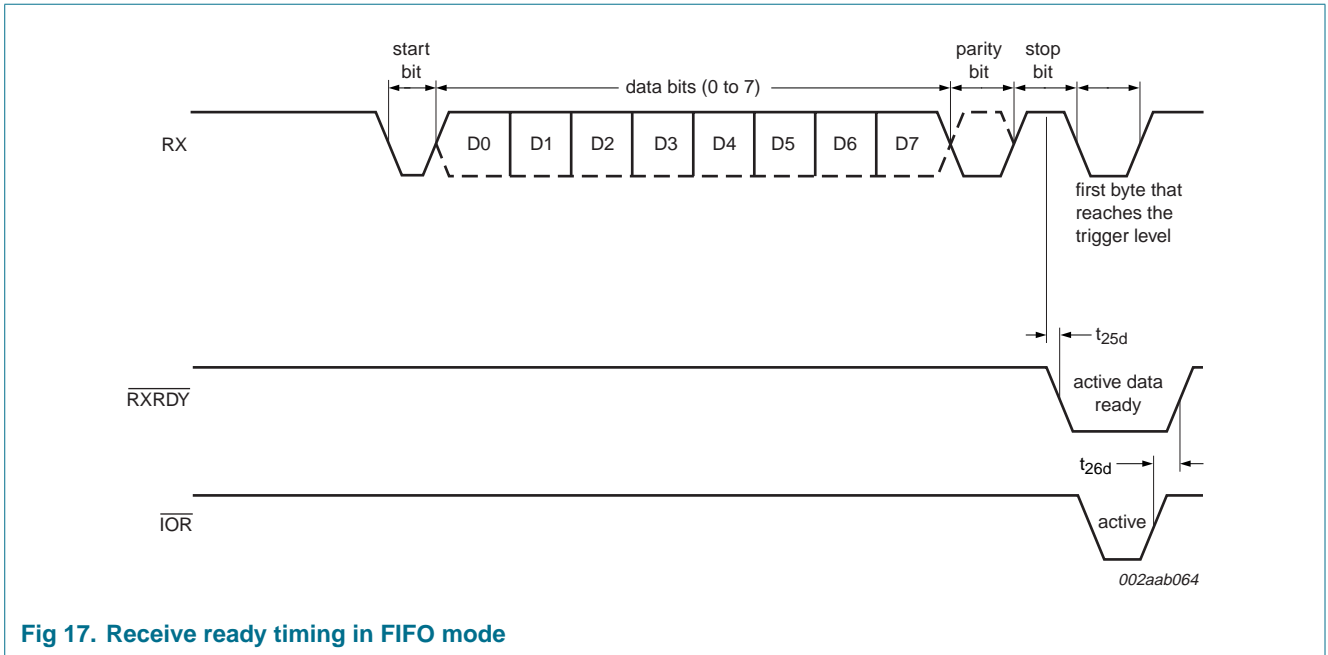 start
bit
data bits (0 to 7)
parity
bit
stop
bit
RX
D0 D1 D2 D3 D4 D5 D6 D7
first byte that
reaches the
trigger level
t25d
RXRDY
active data
ready
t26d
IOR
active
002aab064
Fig 17. Receive ready timing in FIFO mode